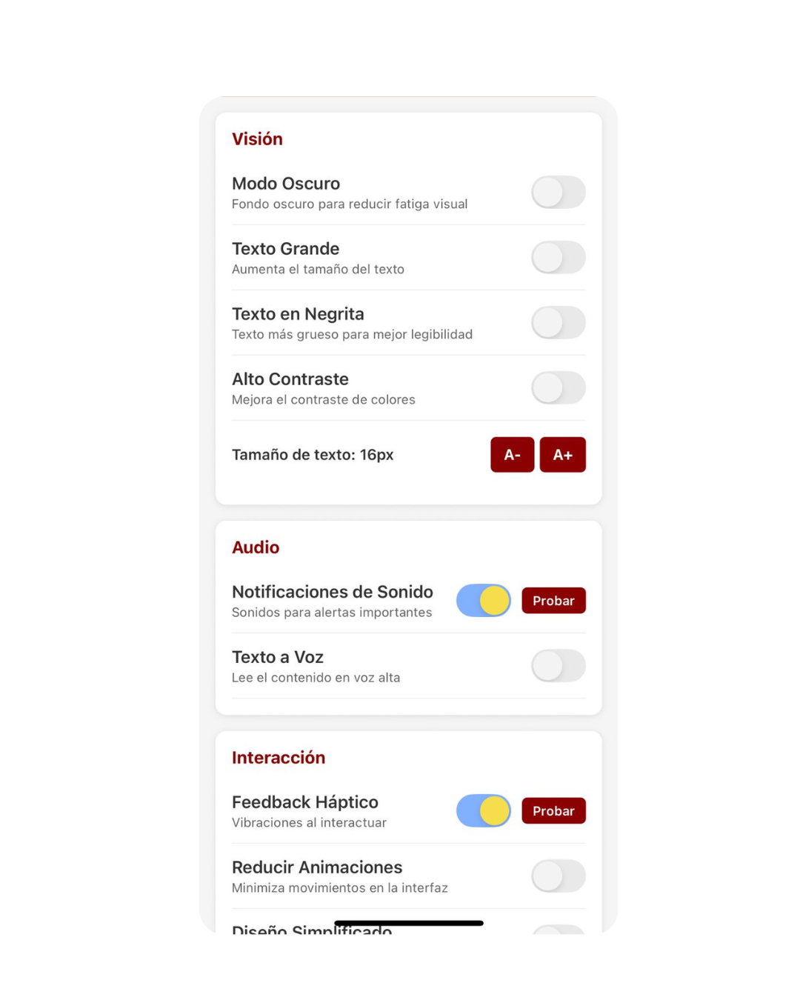 Visión
Modo Oscuro
Fondo oscuro para reducir fatiga visual
Texto Grande
Aumenta el tamaño del texto
Texto en Negrita
Texto más grueso para mejor legibilidad
Alto Contraste
Mejora el contraste de colores
Tamaño de texto: 16px
A-
A+
Audio
Notificaciones de Sonido
Sonidos para alertas importantes
Probar
Texto a Voz
Lee el contenido en voz alta
Interacción
Feedback Háptico
Vibraciones al interactuar
Probar
Reducir Animaciones
Minimiza movimientos en la interfaz
Diseño Simplificado